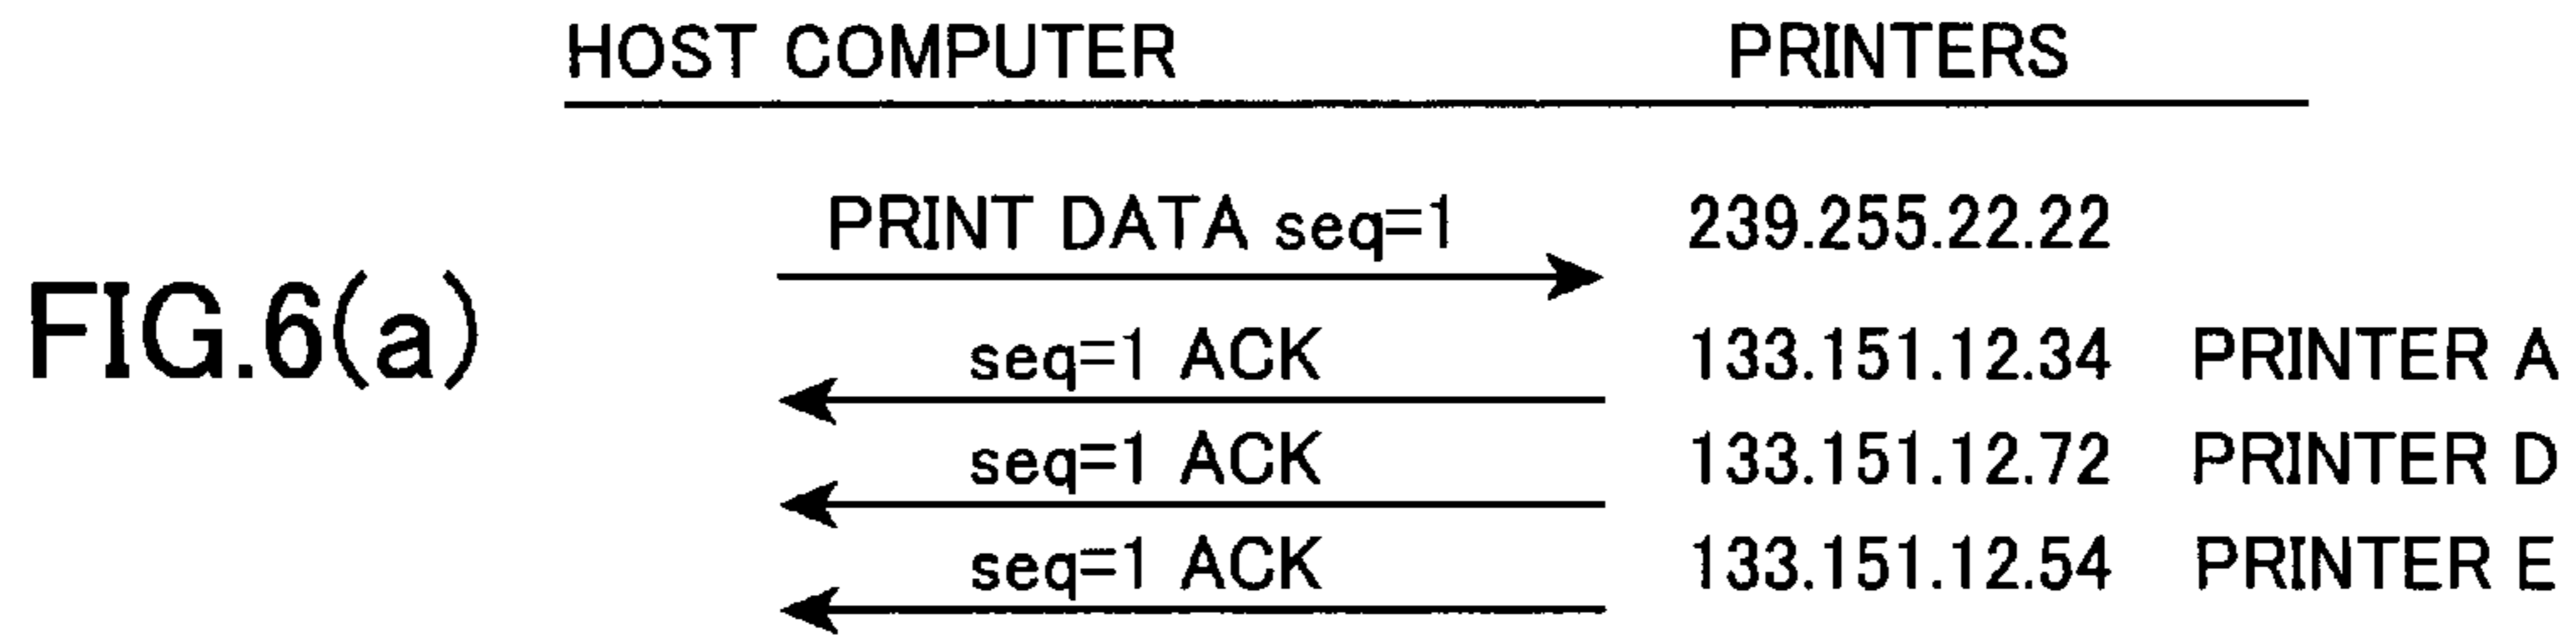 HOST COMPUTER PRINTERS
PRINT DATA seq=1 239.255.22.22
FIG.6(a)
seq=1 ACK 133.151.12.34 PRINTER A
seq=1 ACK 133.151.12.72 PRINTER D
seq=1 ACK 133.151.12.54 PRINTER E